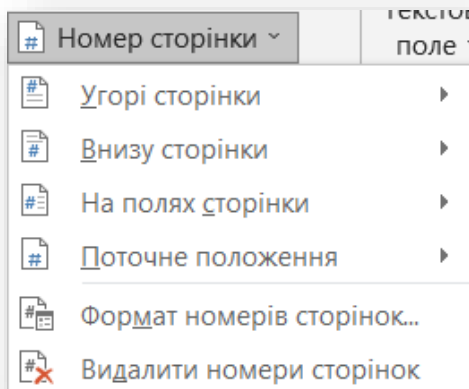 Номер сторінки
поле
Угорі сторінки
Внизу сторінки
На полях сторінки
Поточне положення
Формат номерів сторінок...
Видалити номери сторінок